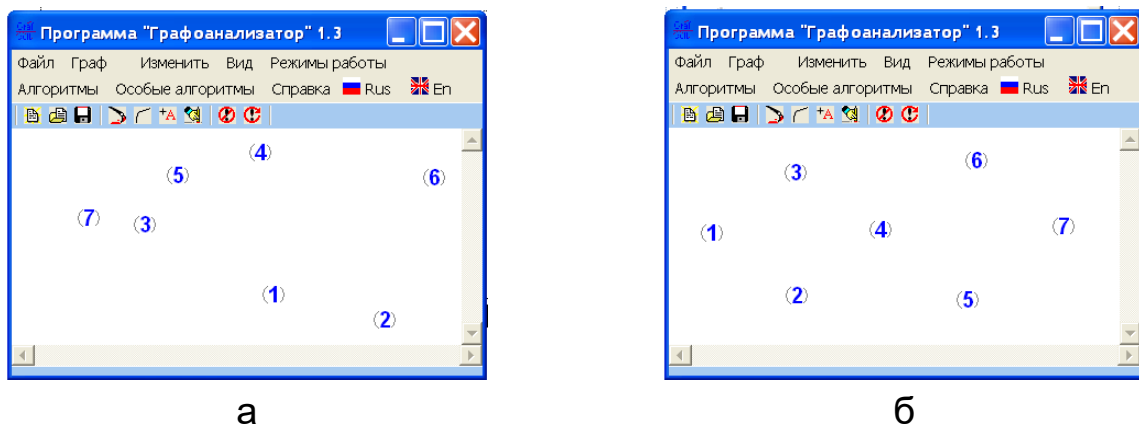 Программа "Графоанализатор" 1.3
Файл Граф Изменить Вид Режимы работы
Алгоритмы Особые алгоритмы Справка Rus En
+A
(4)
(5)
(6)
(7)
(3)
(1)
(2)
а
Программа "Графоанализатор" 1.3
Файл Граф Изменить Вид Режимы работы
Алгоритмы Особые алгоритмы Справка Rus En
+A
(6)
(3)
(7)
(4)
(1)
(2)
(5)
б